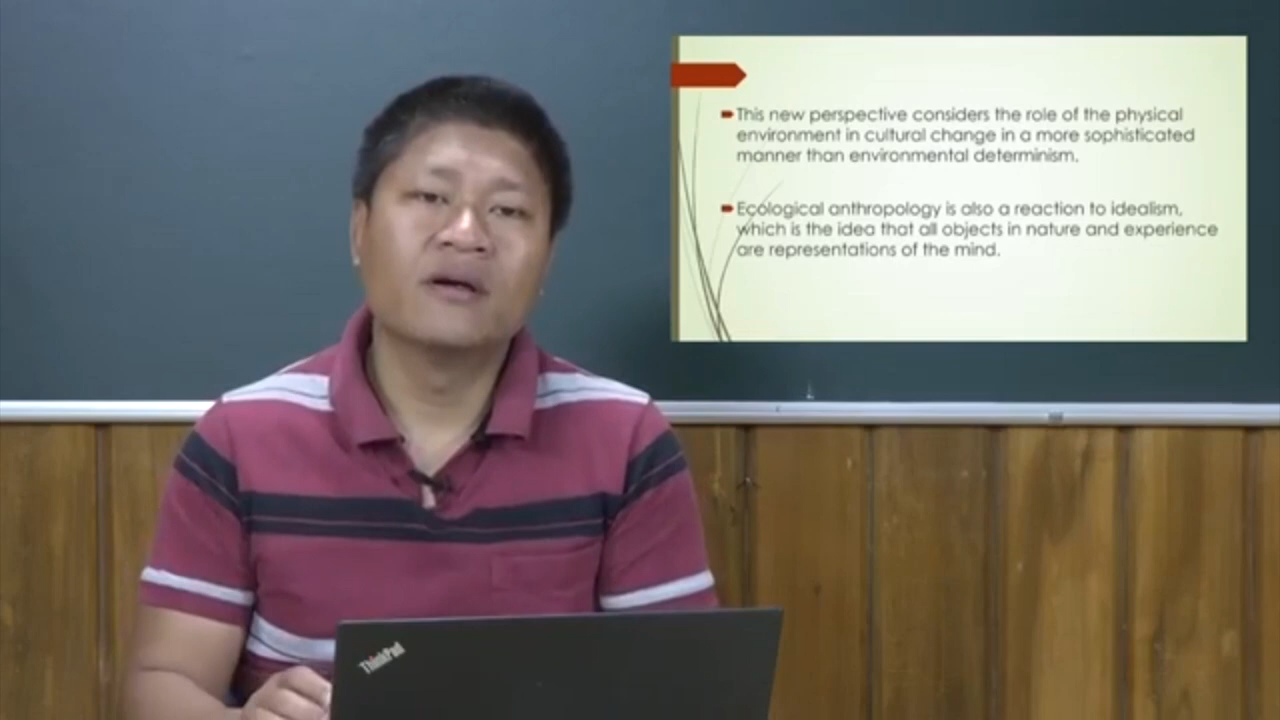 This new perspective considers the role of the physical
environment in cultural change in a more sophisticated
manner than environmental determinism.
Ecological anthropology is also a reaction to idealism,
which is the idea that all objects in nature and experience
are representations of the mind.
ThinkPad